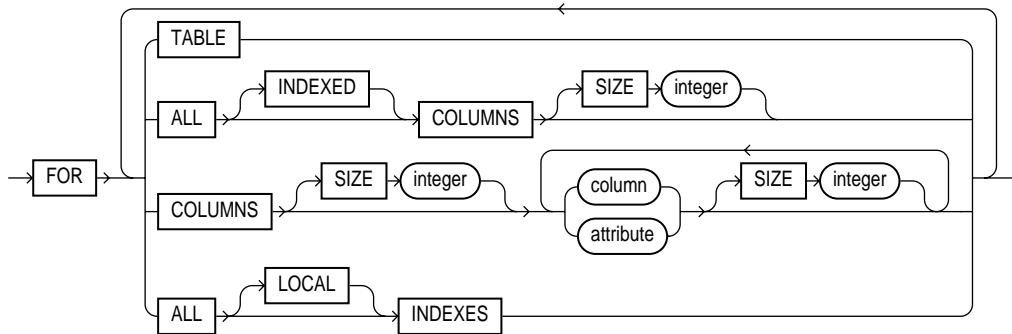 TABLE
ALL INDEXED COLUMNS SIZE integer
FOR
COLUMNS SIZE integer column attribute SIZE integer
ALL LOCAL INDEXES